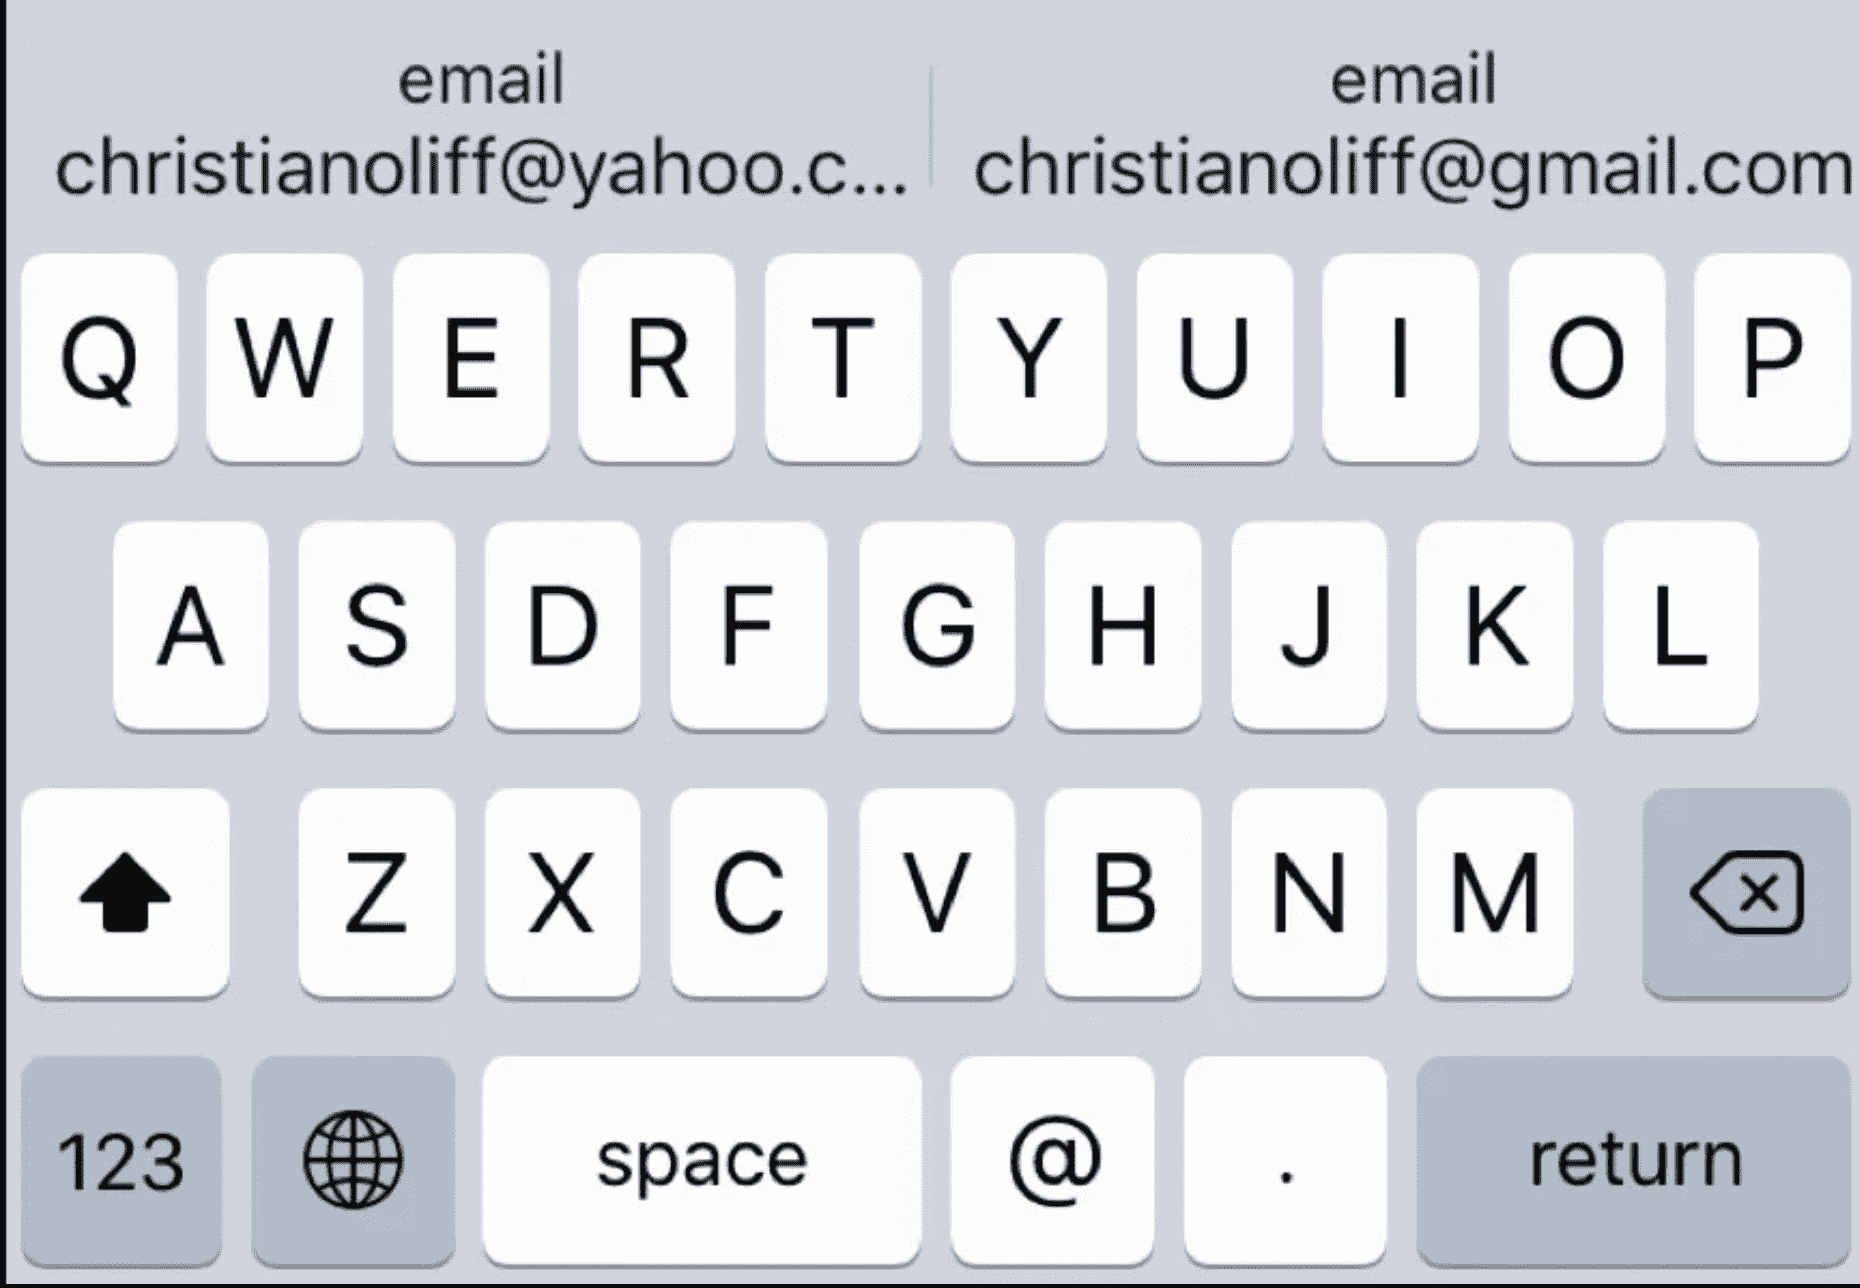 email email
christianoliff@yahoo.c... christianoliff@gmail.com
Q W E R T Y U I O P
A S D F G H J K L
Z X C V B N M
123 space @ . return